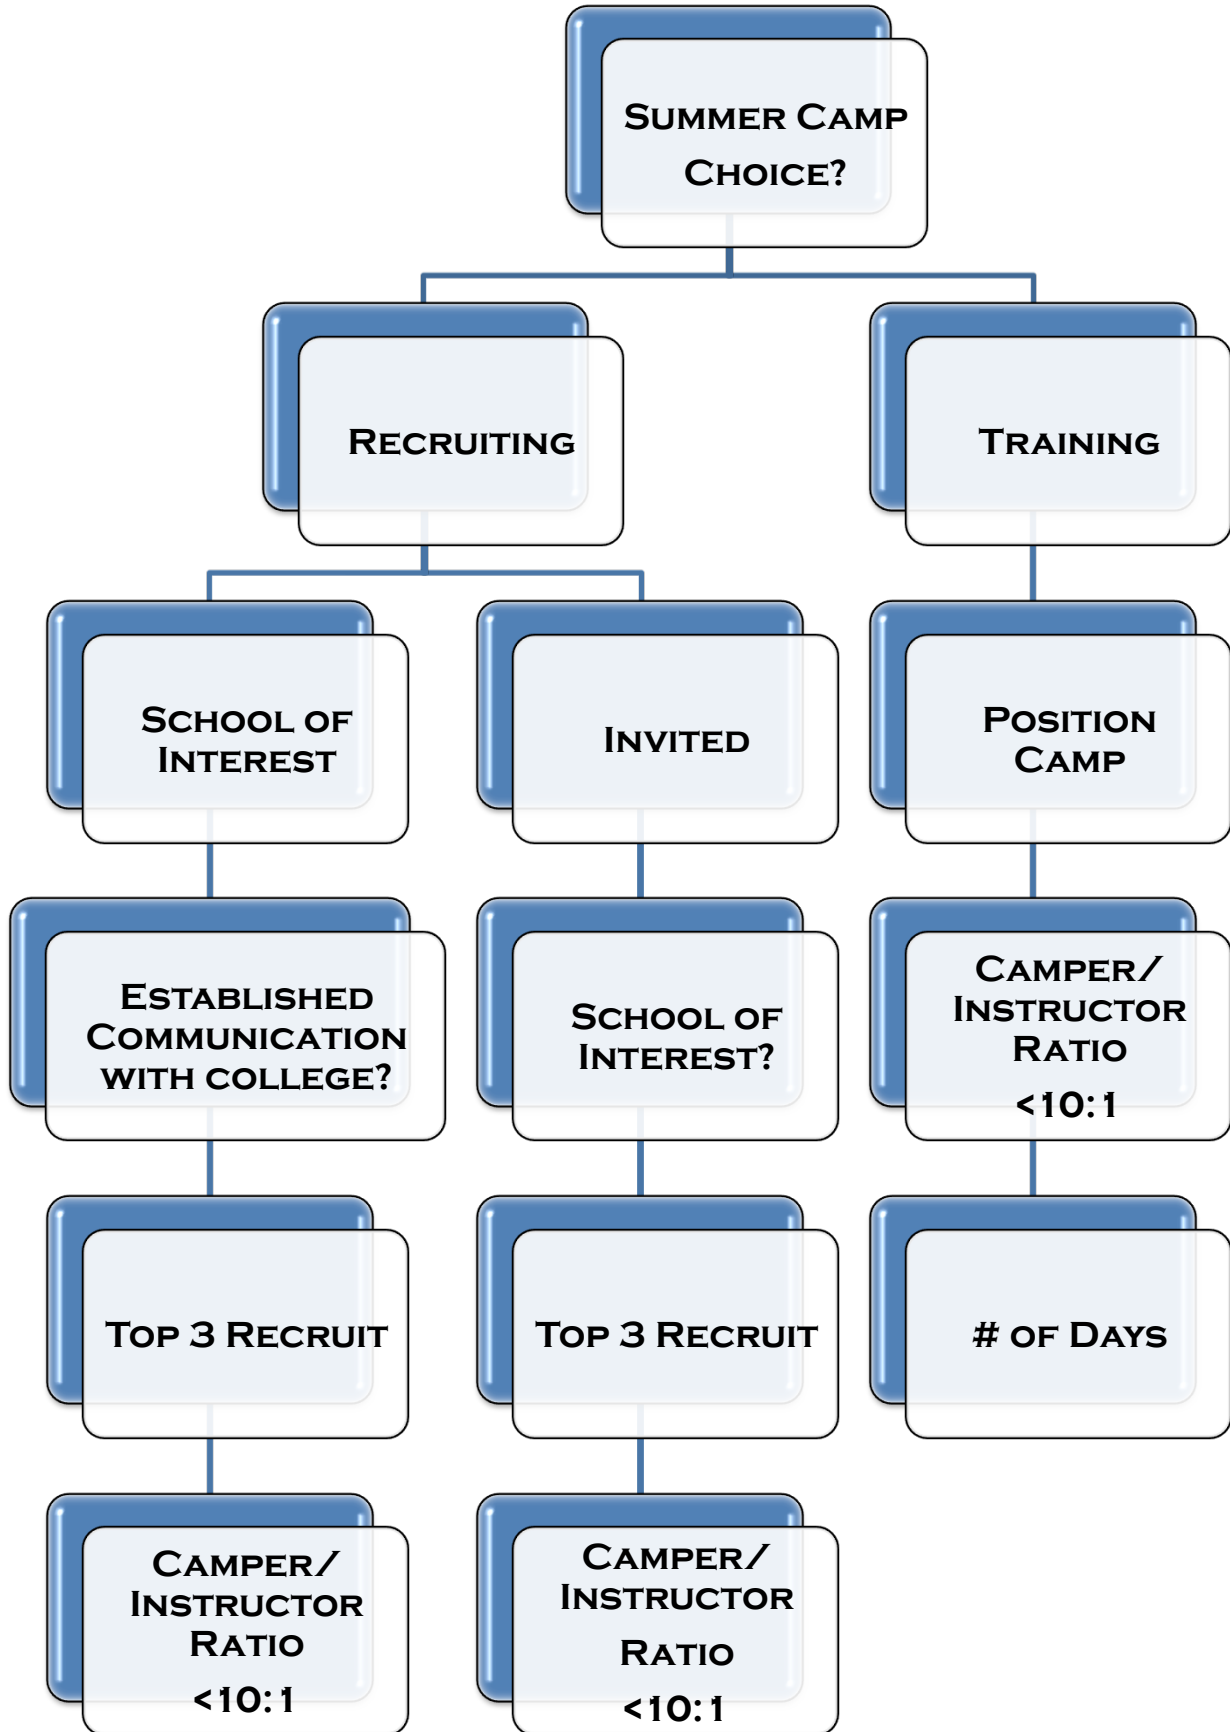 Summer Camp
Choice?
Recruiting
Training
School of
Interest
Invited
Position
Camp
Established
Communication
with college?
School of
Interest?
Camper/
Instructor
Ratio
<10:1
Top 3 Recruit
Top 3 Recruit
# of Days
Camper/
Instructor
Ratio
<10:1
Camper/
Instructor
Ratio
<10:1